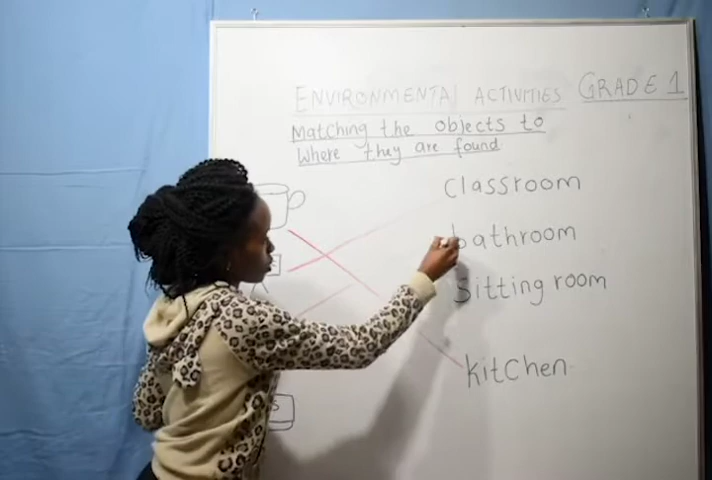 ENVIRONMENTAL ACTIVITIES GRADE 1
Matching the objects to
Where they are found
classroom
bathroom
Sitting room
kitchen